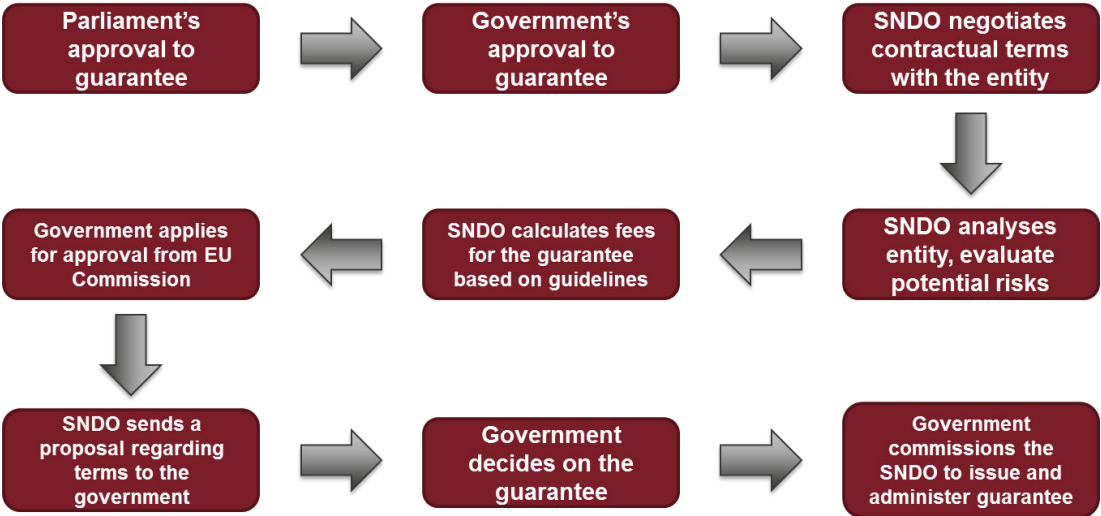 Parliament's
approval to
guarantee
Government's
approval to
guarantee
SNDO negotiates
contractual terms
with the entity
SNDO analyses
entity, evaluate
potential risks
SNDO calculates fees
for the guarantee
based on guidelines
Government applies
for approval from EU
Commission
SNDO sends a
proposal regarding
terms to the
government
Government
decides on the
guarantee
Government
commissions the
SNDO to issue and
administer guarantee